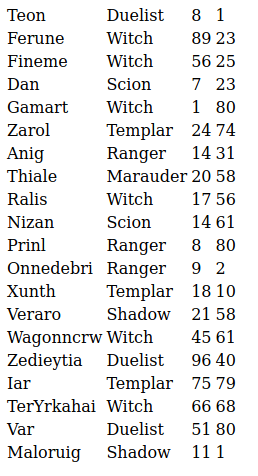 Teon Duelist 8 1
Ferune Witch 89 23
Fineme Witch 56 25
Dan Scion 7 23
Gamart Witch 1 80
Zarol Templar 24 74
Anig Ranger 14 31
Thiale Marauder 20 58
Ralis Witch 17 56
Nizan Scion 14 61
Prinl Ranger 8 80
Onnedebri Ranger 9 2
Xunth Templar 18 10
Veraro Shadow 21 58
Wagonncrw Witch 45 61
Zedieytia Duelist 96 40
Iar Templar 75 79
TerYrkahai Witch 66 68
Var Duelist 51 80
Maloruig Shadow 11 1